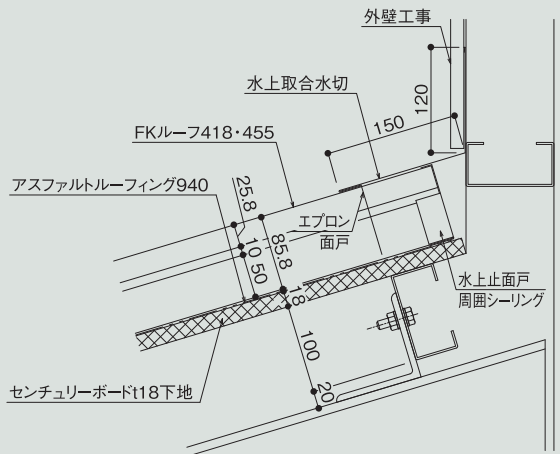 外壁工事
水上取合水切
120
150
FKルーフ418・455
アスファルトルーフィング940
25.8
エプロン
面戸
10
85.8
50
水上止面戸
周囲シーリング
18
100
20
センチュリーボードt18下地